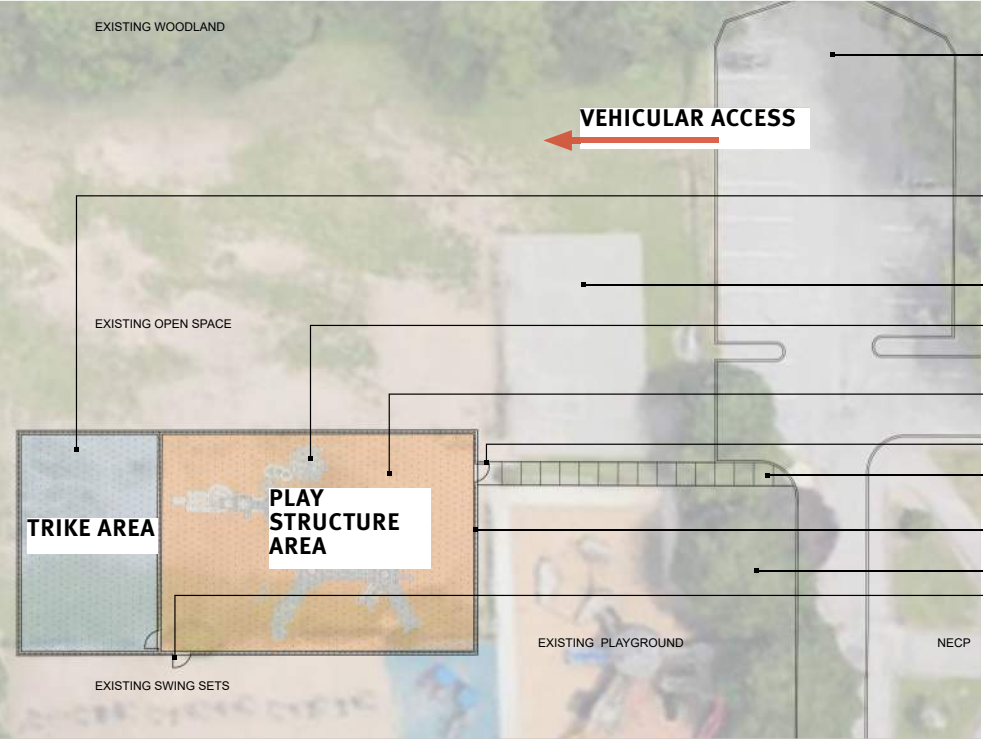 EXISTING WOODLAND
VEHICULAR ACCESS
EXISTING OPEN SPACE
TRIKE AREA
PLAY
STRUCTURE
AREA
EXISTING PLAYGROUND
NECP
EXISTING SWING SETS